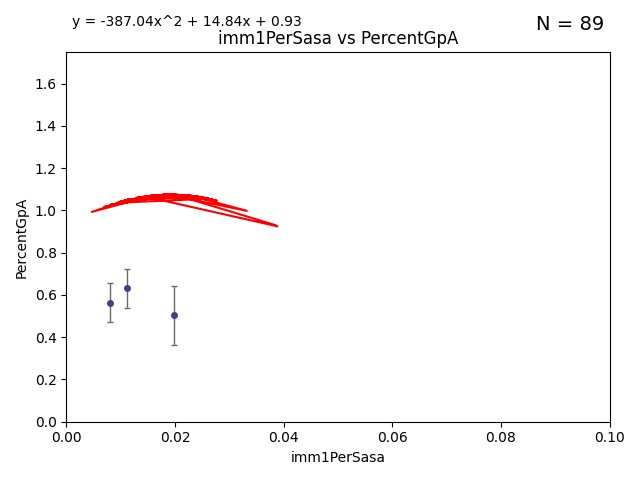 y = -387.04x^2 + 14.84x + 0.93
N = 89
imm1PerSasa vs PercentGpA
1.6
1.4
1.2
1.0
0.8
0.6
0.4
0.2
0.0
PercentGpA
0.00 0.02 0.04 0.06 0.08 0.10
imm1PerSasa